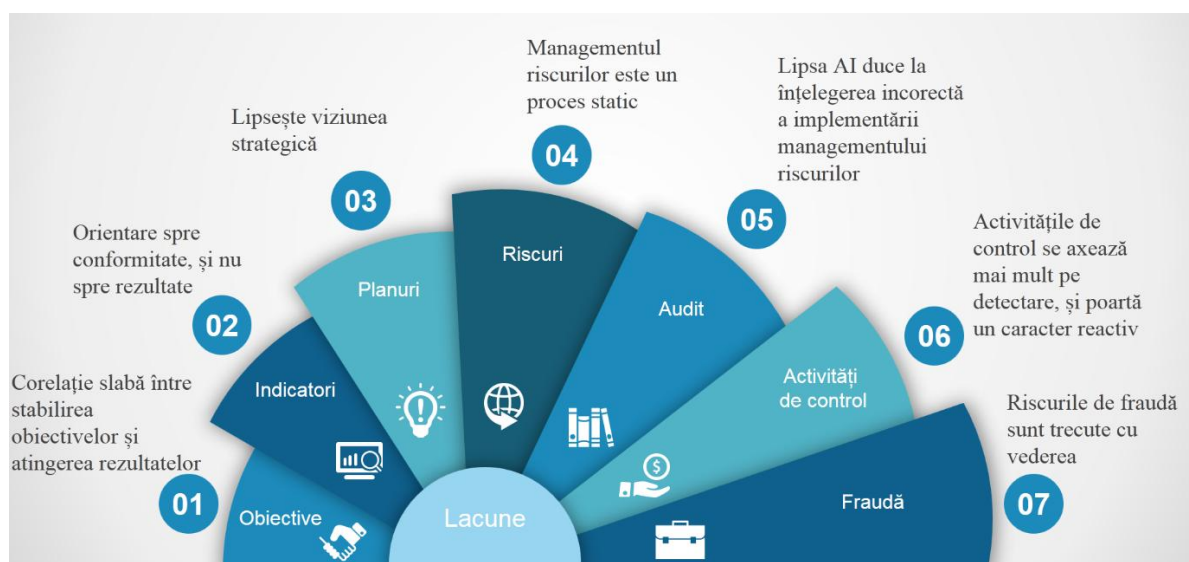 Corelație slabă între
stabilirea
obiectivelor și
atingerea rezultatelor
01
Obiective
Orientare spre
conformitate, și nu
spre rezultate
02
Indicatori
Lipsește viziunea
strategică
03
Planuri
Managementul
riscurilor este un
proces static
04
Riscuri
Lipsa AI duce la
înțelegerea incorectă
a implementării
managementului
riscurilor
05
Audit
Activitățile de
control se axează
mai mult pe
detectare, și poartă
un caracter reactiv
06
Activități
de control
Riscurile de fraudă
sunt trecute cu
vederea
07
Fraudă
Lacune